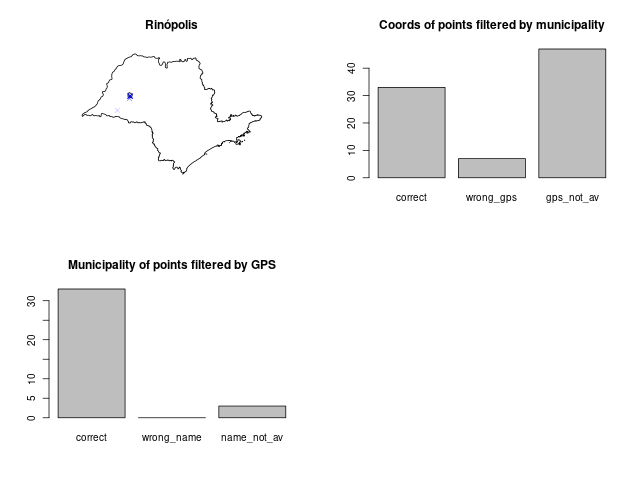 Rinópolis
Coords of points filtered by municipality
40
30
20
10
0
correct wrong_gps gps_not_av
Municipality of points filtered by GPS
30
20
10
5
0
correct wrong_name name_not_av